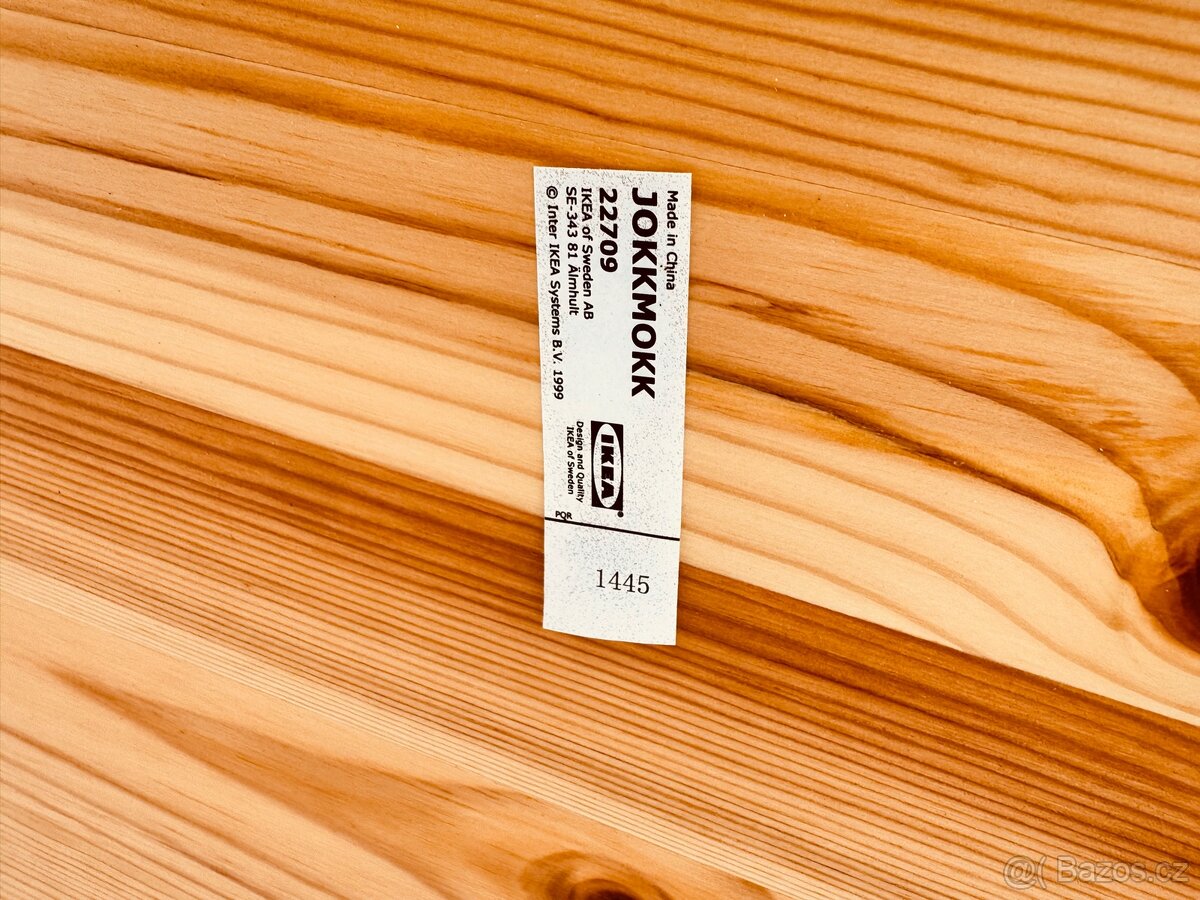 Made in China
JOKKMOKK
22709
IKEA of Sweden AB
SE-343 81 Älmhult
© Inter IKEA Systems B.V. 1999
IKEA®
Design and Quality
IKEA of Sweden
PQR
1445
@( Bazos.cz